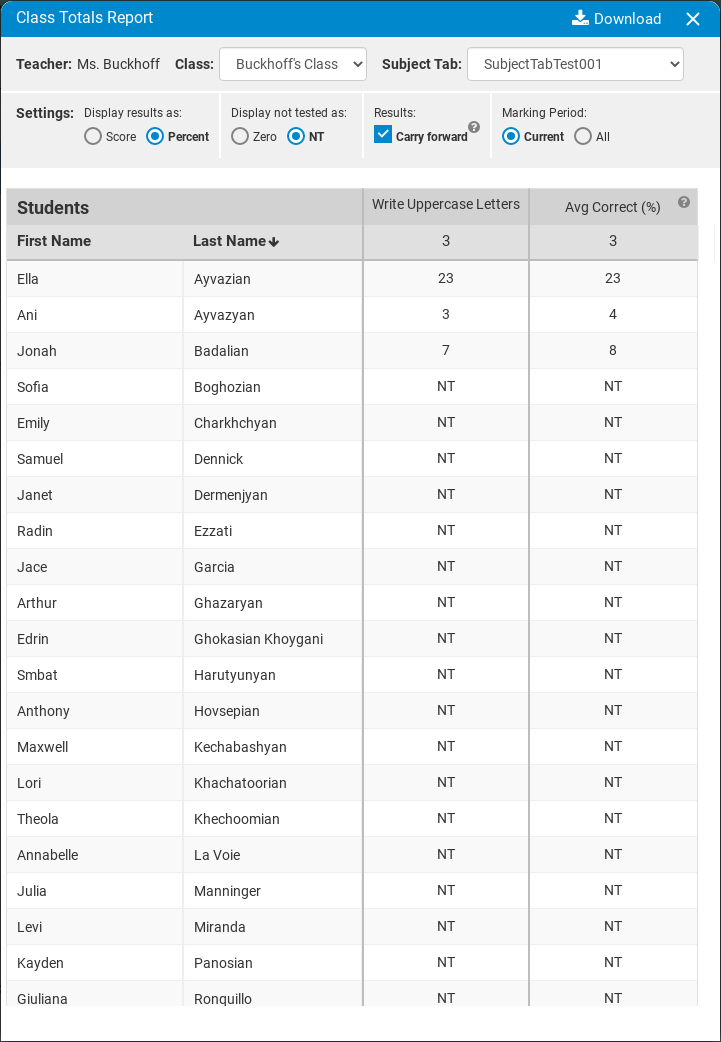 Class Totals Report Download
Teacher: Ms. Buckhoff Class: Buckhoff's Class Subject Tab: SubjectTabTest001
Settings: Display results as: Display not tested as: Results: Marking Period:
Score Percent Zero NT Carry forward ? Current All
Students Write Uppercase Letters Avg Correct (%) ?
First Name Last Name 3 3
Ella Ayvazian 23 23
Ani Ayvazyan 3 4
Jonah Badalian 7 8
Sofia Boghozian NT NT
Emily Charkhchyan NT NT
Samuel Dennick NT NT
Janet Dermenjyan NT NT
Radin Ezzati NT NT
Jace Garcia NT NT
Arthur Ghazaryan NT NT
Edrin Ghokasian Khoygani NT NT
Smbat Harutyunyan NT NT
Anthony Hovsepian NT NT
Maxwell Kechabashyan NT NT
Lori Khachatoorian NT NT
Theola Khechoomian NT NT
Annabelle La Voie NT NT
Julia Manninger NT NT
Levi Miranda NT NT
Kayden Panosian NT NT
Giuliana Ronquillo NT NT